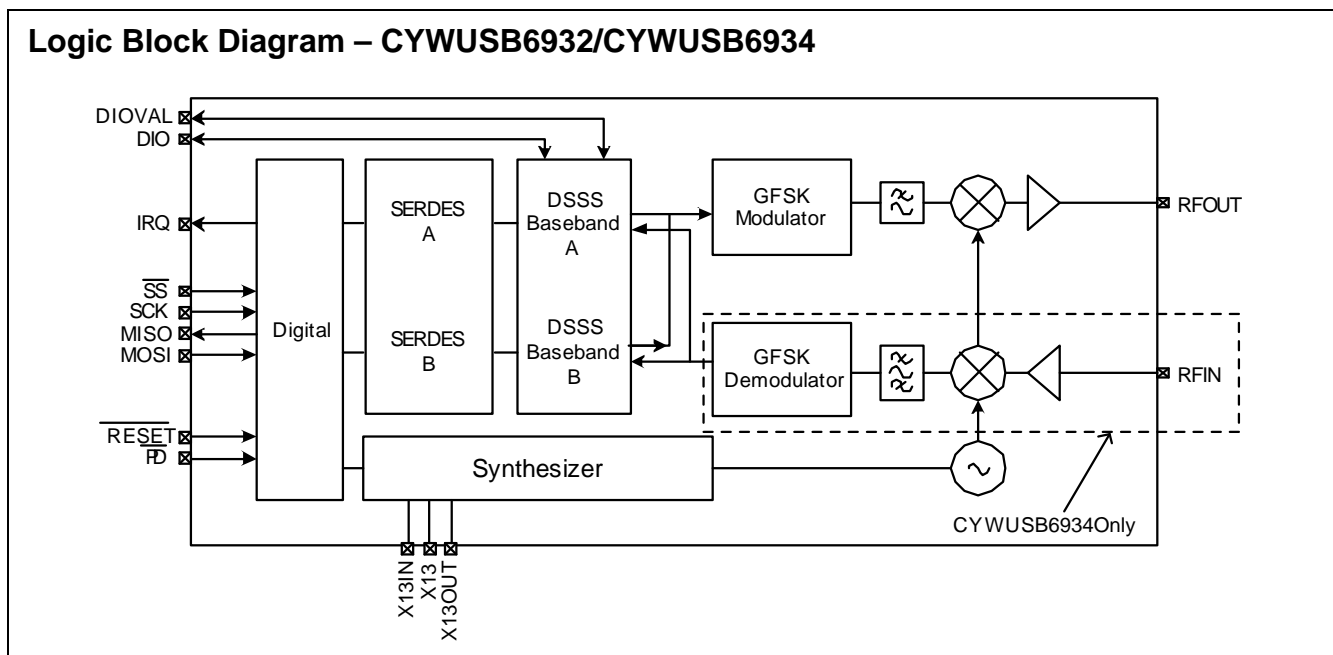 Logic Block Diagram – CYWUSB6932/CYWUSB6934
DIOVAL
DIO
IRQ
SS
SCK
MISO
MOSI
RESET
PD
Digital
SERDES
A
SERDES
B
DSSS
Baseband
A
DSSS
Baseband
B
GFSK
Modulator
GFSK
Demodulator
RFOUT
RFIN
Synthesizer
CYWUSB6934Only
X13IN
X13
X13OUT